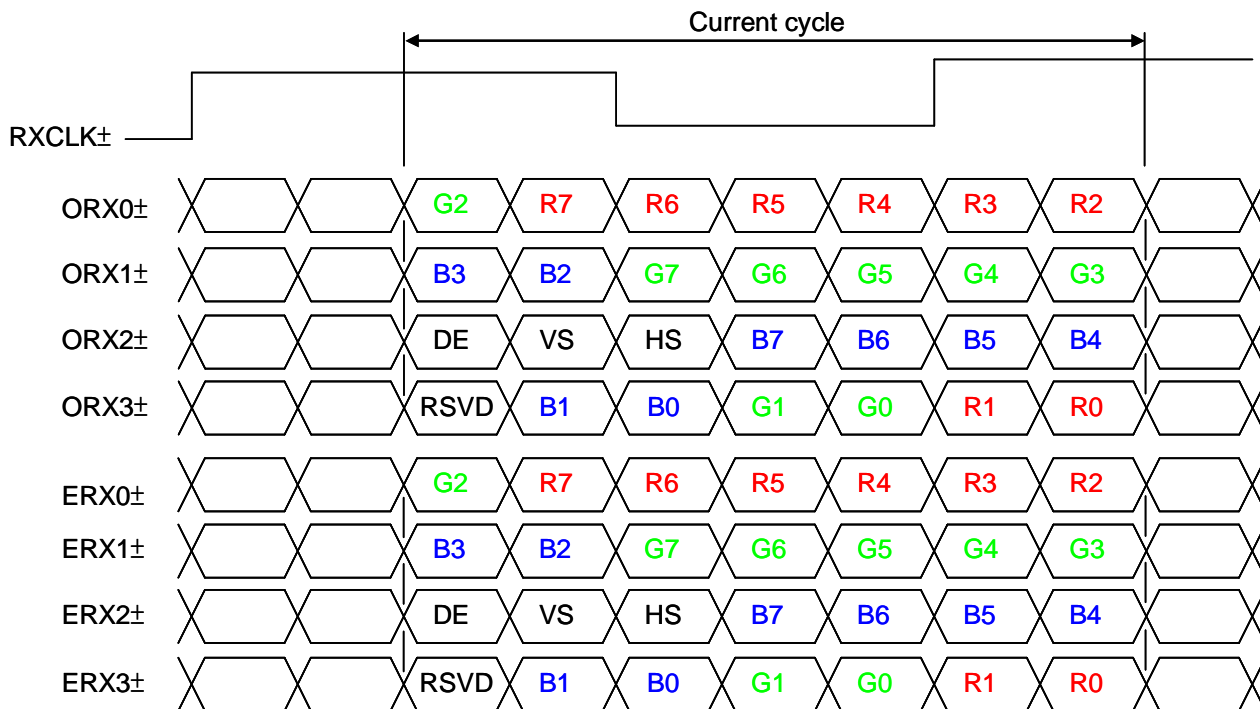 Current cycle
RXCLK±
ORX0± G2 R7 R6 R5 R4 R3 R2
ORX1± B3 B2 G7 G6 G5 G4 G3
ORX2± DE VS HS B7 B6 B5 B4
ORX3± RSVD B1 B0 G1 G0 R1 R0
ERX0± G2 R7 R6 R5 R4 R3 R2
ERX1± B3 B2 G7 G6 G5 G4 G3
ERX2± DE VS HS B7 B6 B5 B4
ERX3± RSVD B1 B0 G1 G0 R1 R0